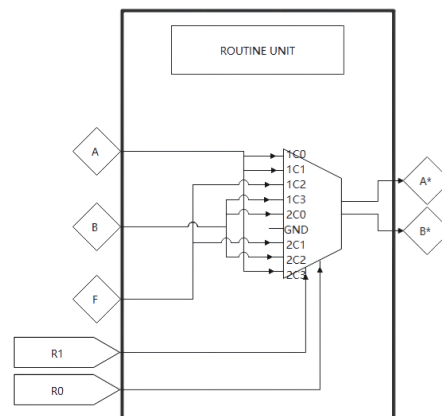 ROUTINE UNIT
A
1C0
1C1
1C2
1C3
2C0
GND
2C1
2C2
2C3
A*
B
B*
F
R1
R0